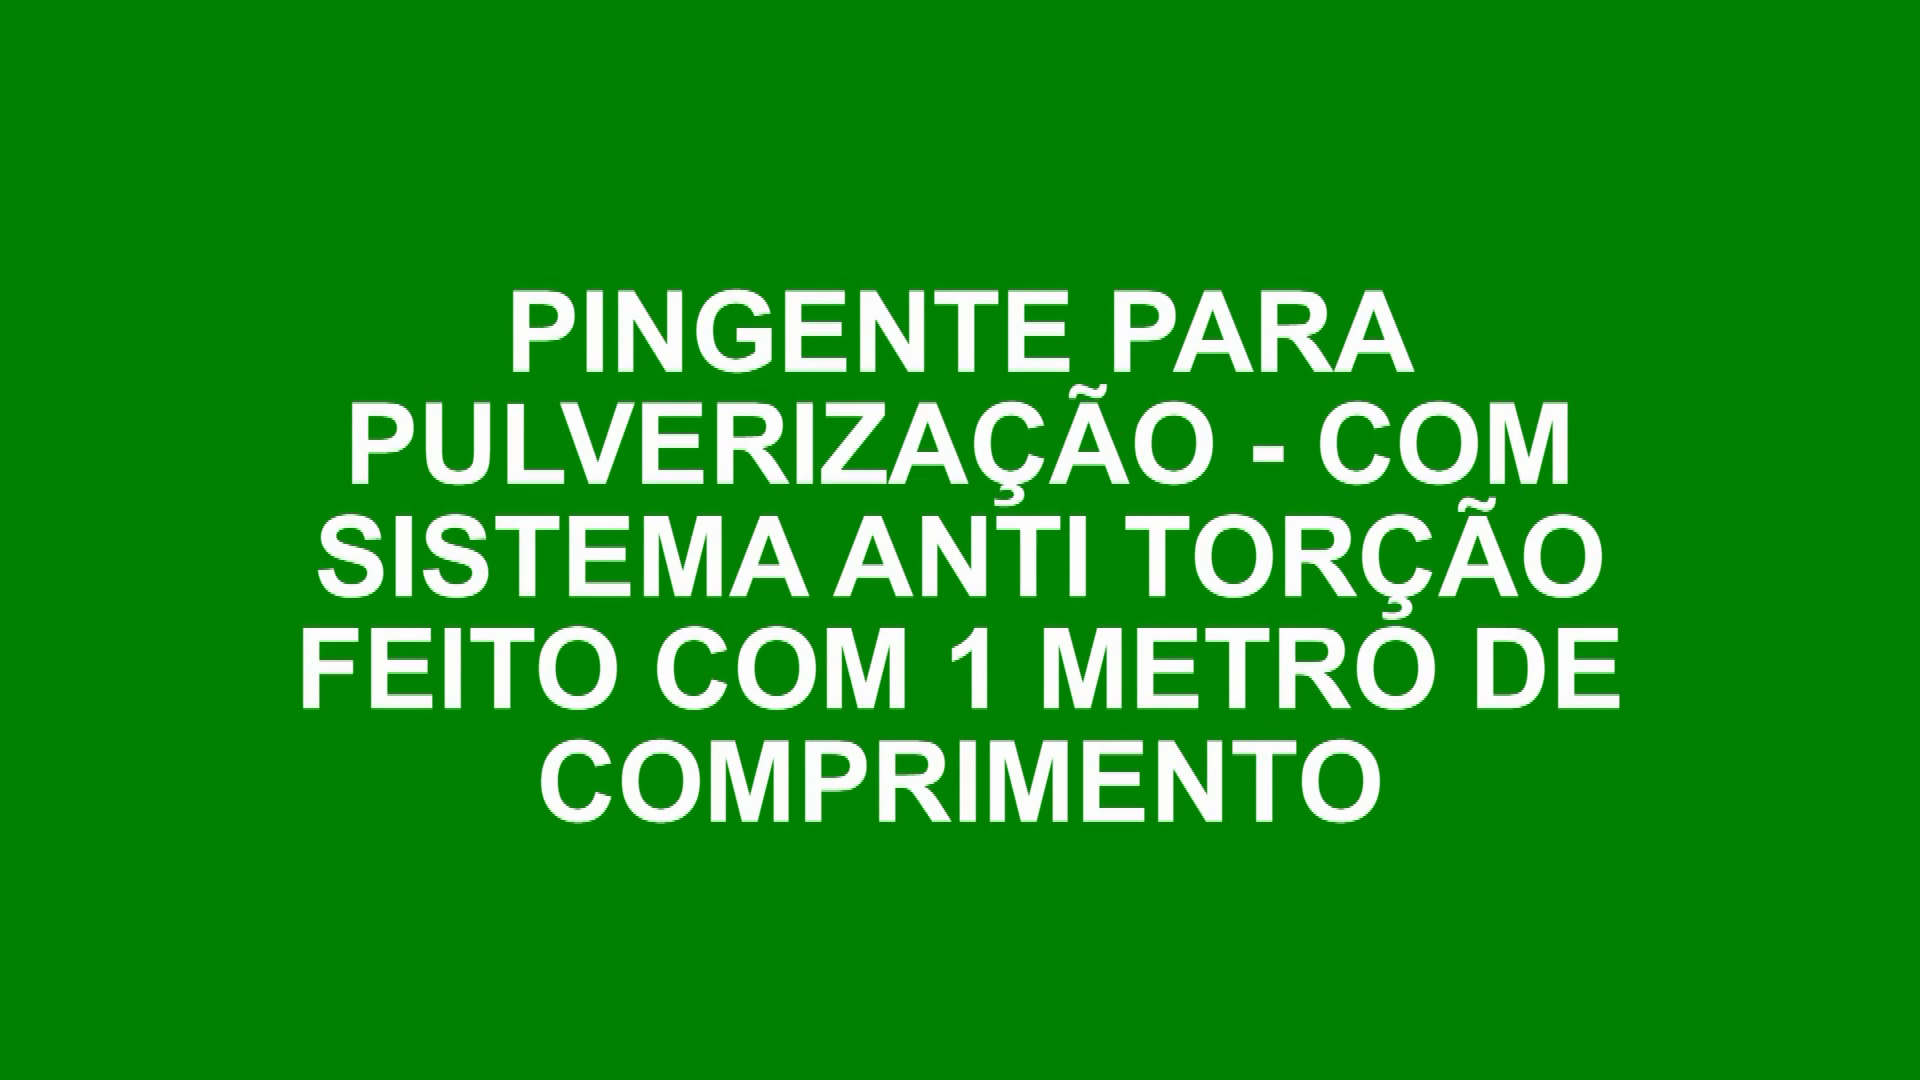 PINGENTE PARA
PULVERIZAÇÃO - COM
SISTEMA ANTI TORÇÃO
FEITO COM 1 METRO DE
COMPRIMENTO